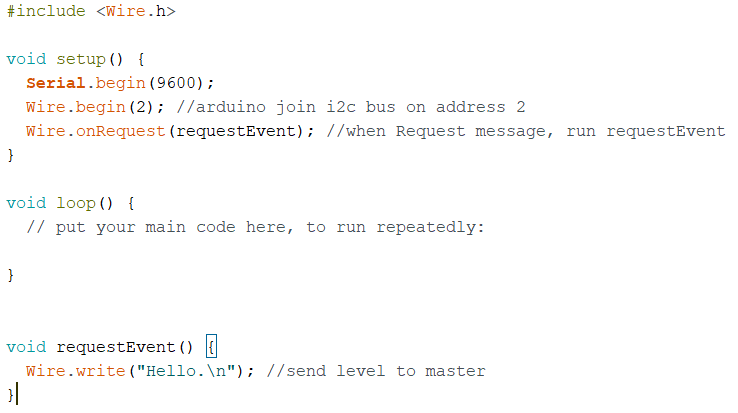 #include <Wire.h>
void setup() {
Serial.begin(9600);
Wire.begin(2); //arduino join i2c bus on address 2
Wire.onRequest(requestEvent); //when Request message, run requestEvent
}
void loop() {
// put your main code here, to run repeatedly:
}
void requestEvent() {
Wire.write("Hello.\n"); //send level to master
}